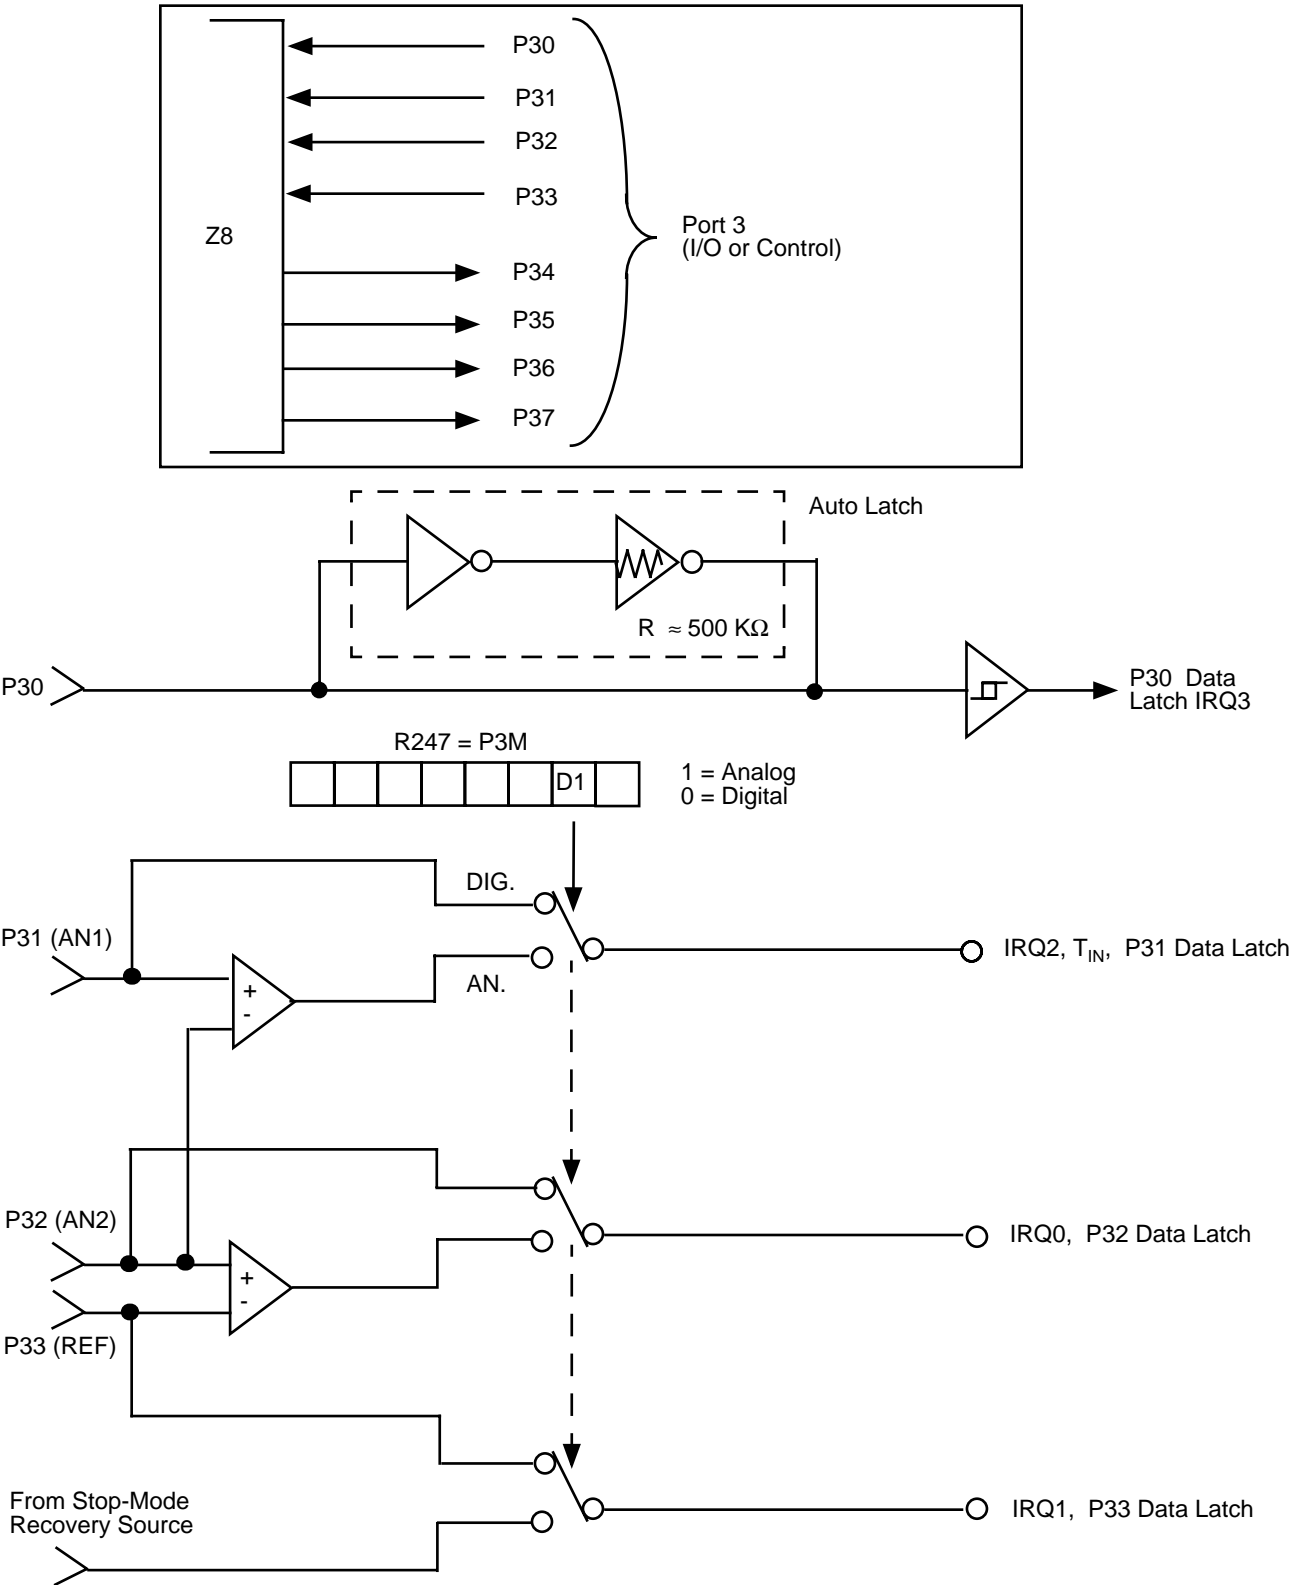 P30
P31
P32
P33
Z8
Port 3
(I/O or Control)
P34
P35
P36
P37
Auto Latch
R ≈ 500 KΩ
P30
P30 Data
Latch IRQ3
R247 = P3M
D1
1 = Analog
0 = Digital
DIG.
P31 (AN1)
+
-
AN.
IRQ2, TIN, P31 Data Latch
P32 (AN2)
+
-
IRQ0, P32 Data Latch
P33 (REF)
From Stop-Mode
Recovery Source
IRQ1, P33 Data Latch